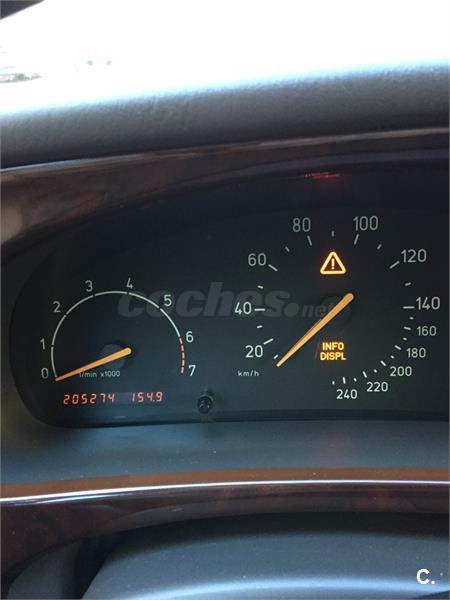 80 100
60 120
40 140
20 160
180
200
220
240
km/h
INFO
DISPL
0 1 2 3 4 5 6 7
l/min x1000
205274 154.9
coches.net
C.